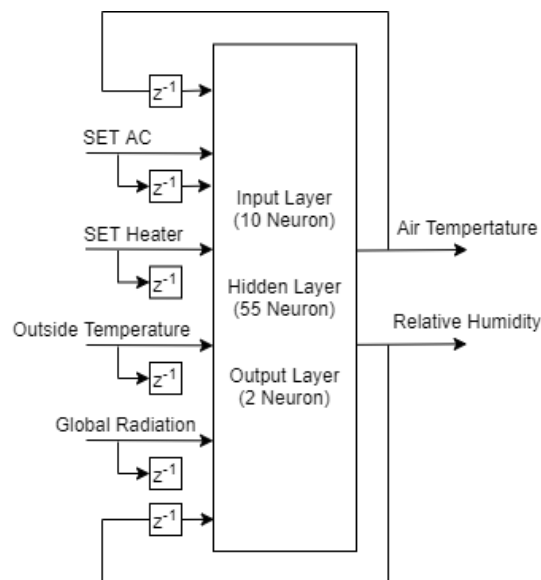 z⁻¹
SET AC
z⁻¹
SET Heater
z⁻¹
Outside Temperature
z⁻¹
Global Radiation
z⁻¹
z⁻¹
Input Layer
(10 Neuron)
Hidden Layer
(55 Neuron)
Output Layer
(2 Neuron)
Air Tempertature
Relative Humidity